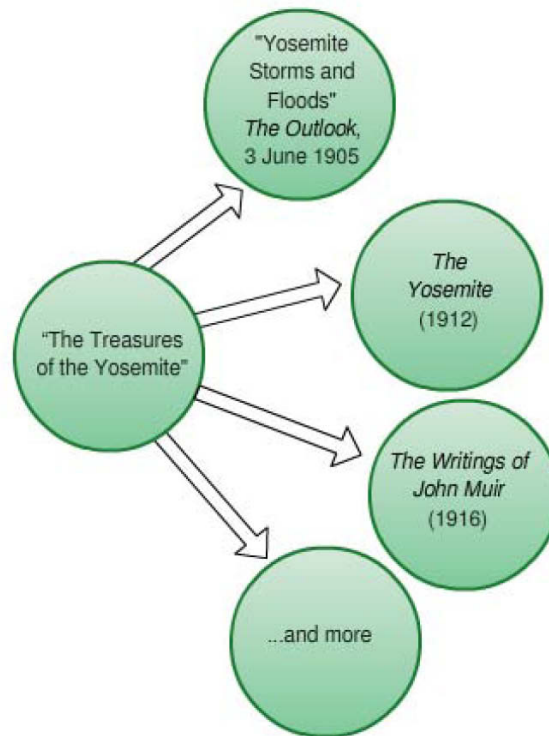 "Yosemite
Storms and
Floods"
The Outlook,
3 June 1905
The
Yosemite
(1912)
“The Treasures
of the Yosemite”
The Writings of
John Muir
(1916)
...and more